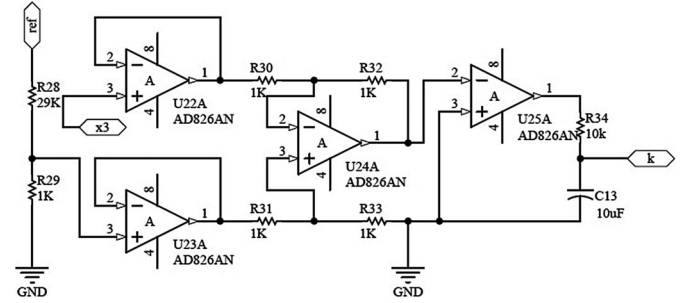 ref
R28
29K
x3
R29
1K
GND
2
3
8
4
A
1
U22A
AD826AN
2
3
8
4
A
1
U23A
AD826AN
R30
1K
R32
1K
2
3
8
4
A
1
U24A
AD826AN
R31
1K
R33
1K
GND
2
3
8
4
A
1
U25A
AD826AN
R34
10k
k
C13
10uF